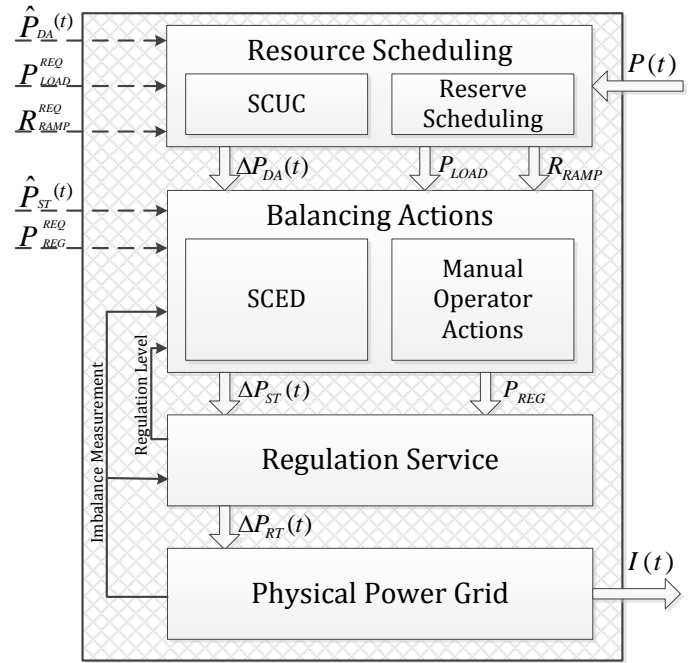 P̂_DA(t)
Resource Scheduling
P_LOAD^REQ
P(t)
SCUC
Reserve
Scheduling
R_RAMP^REQ
ΔP_DA(t)
P_LOAD
R_RAMP
P̂_ST(t)
Balancing Actions
P_REG^REQ
SCED
Manual
Operator
Actions
Imbalance Measurement
Regulation Level
ΔP_ST(t)
P_REG
Regulation Service
ΔP_RT(t)
I(t)
Physical Power Grid